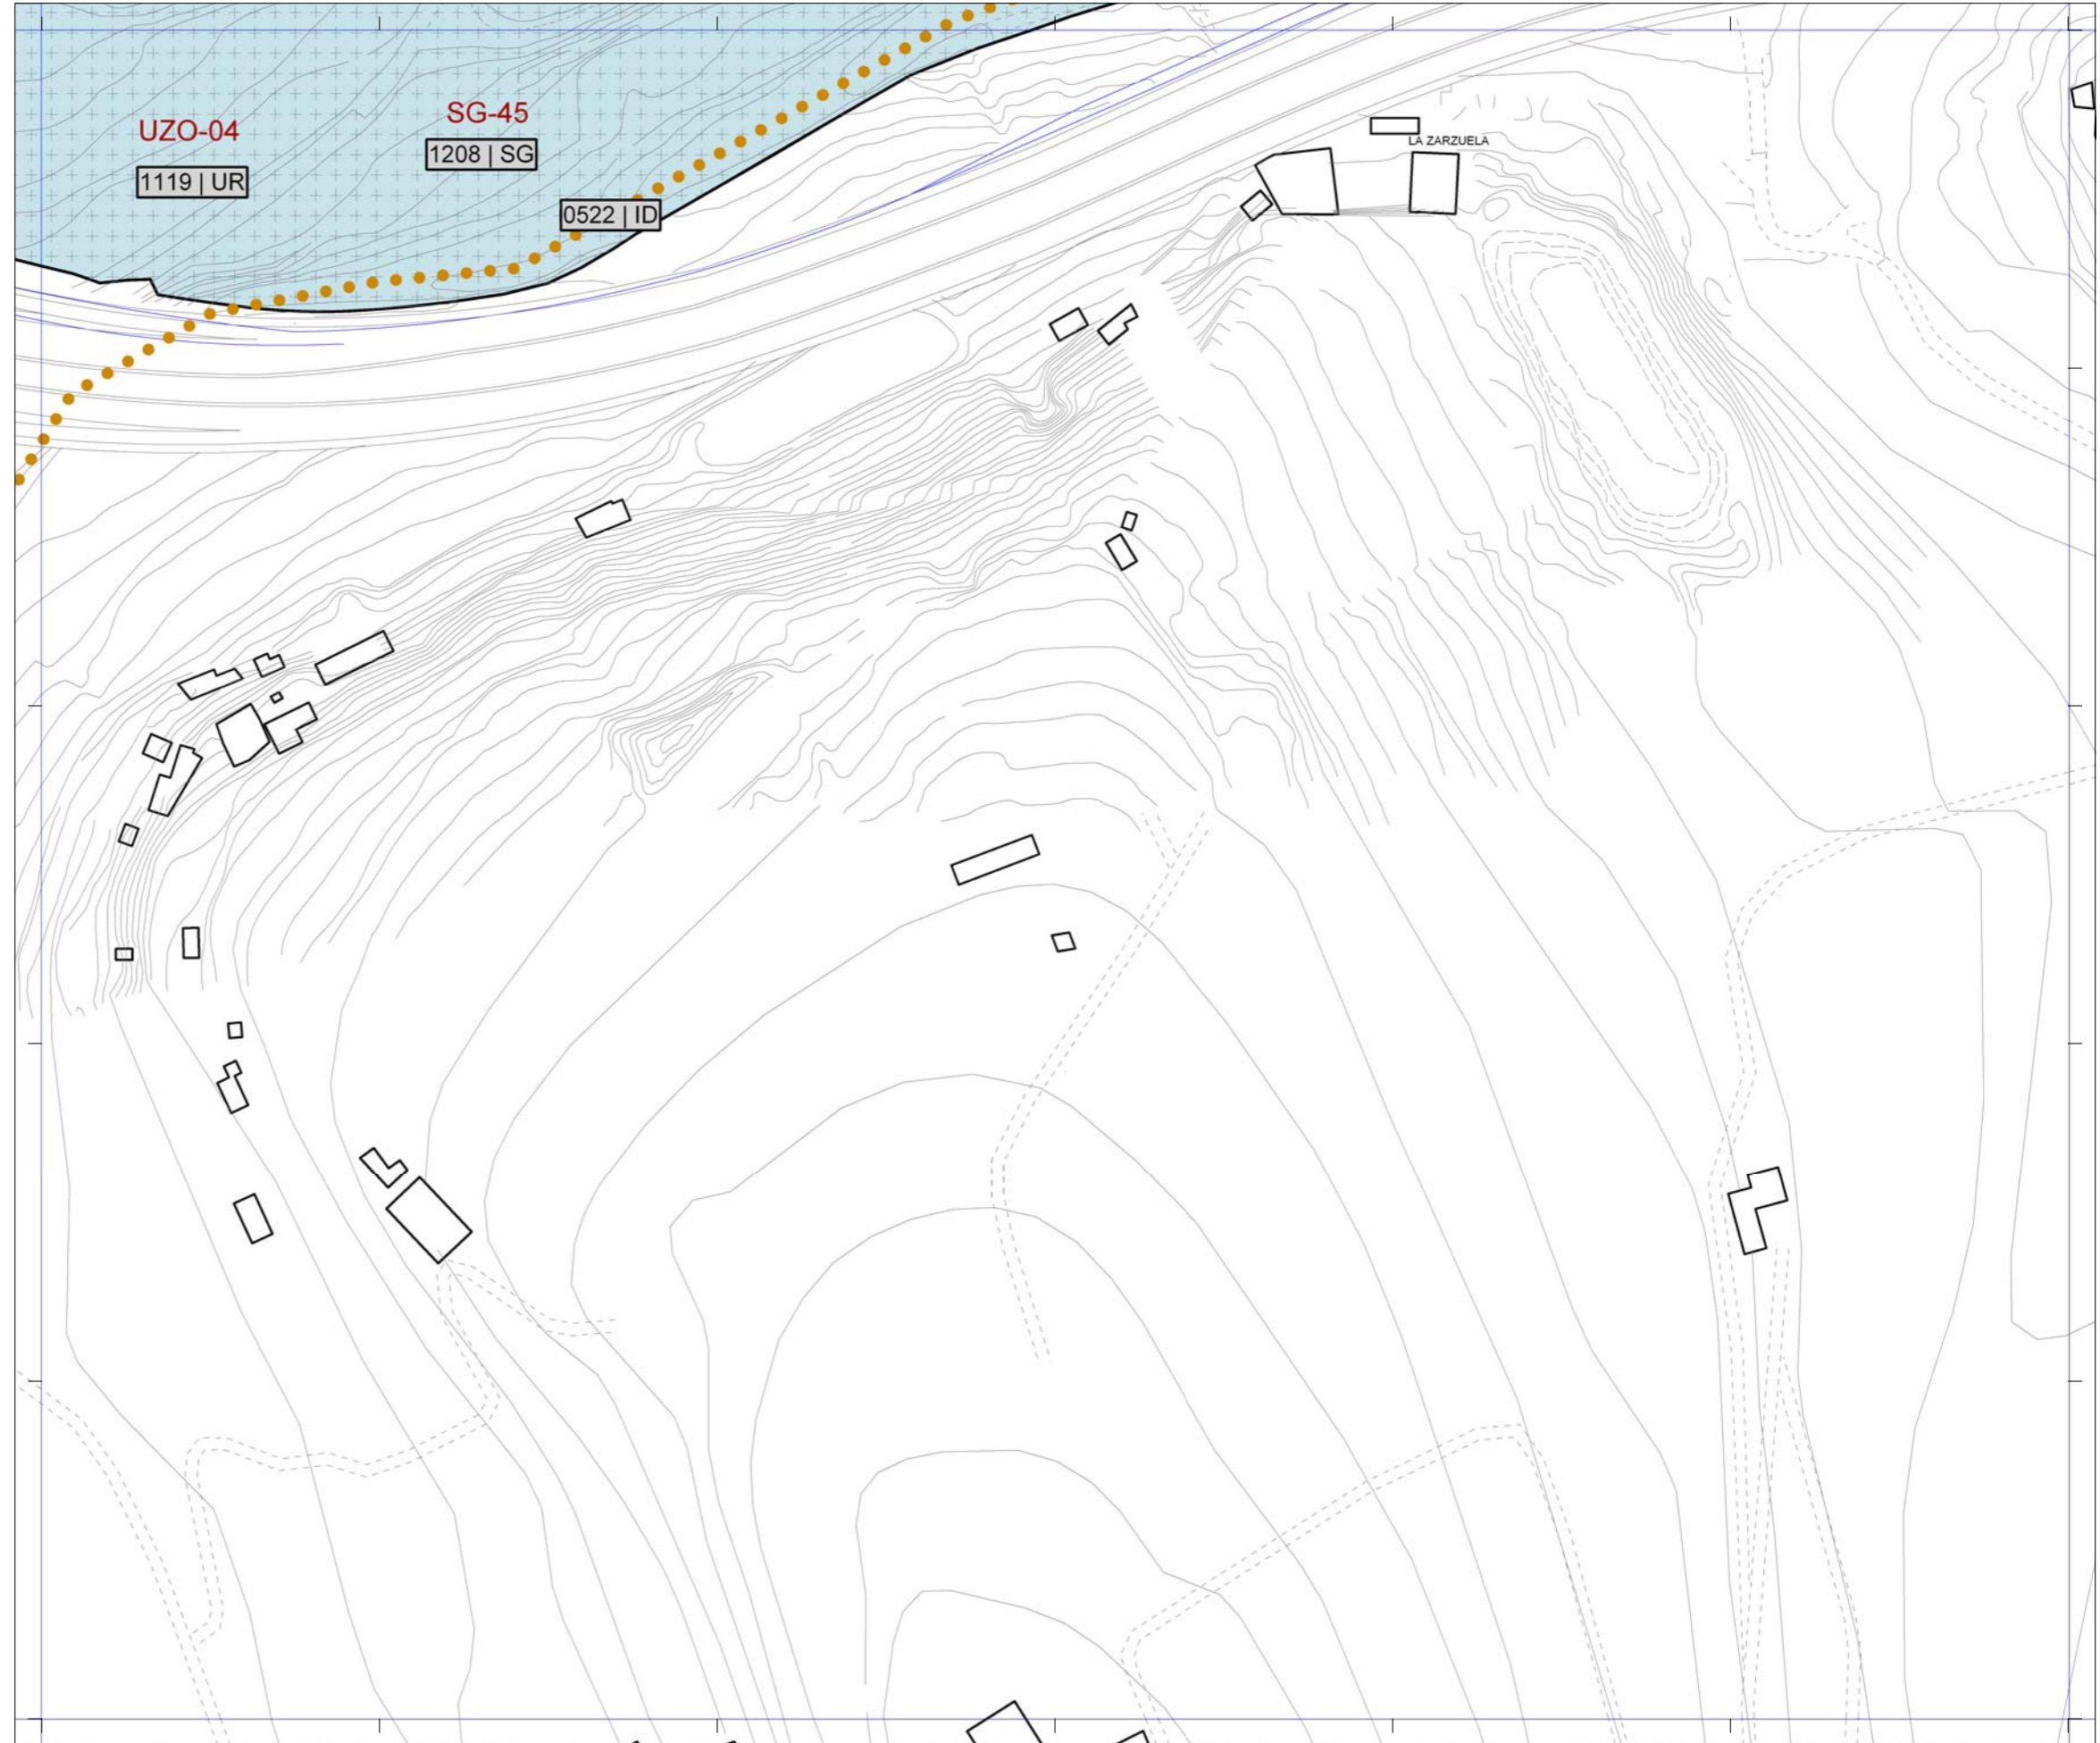 UZO-04
1119 | UR
SG-45
1208 | SG
0522 | ID
LA ZARZUELA